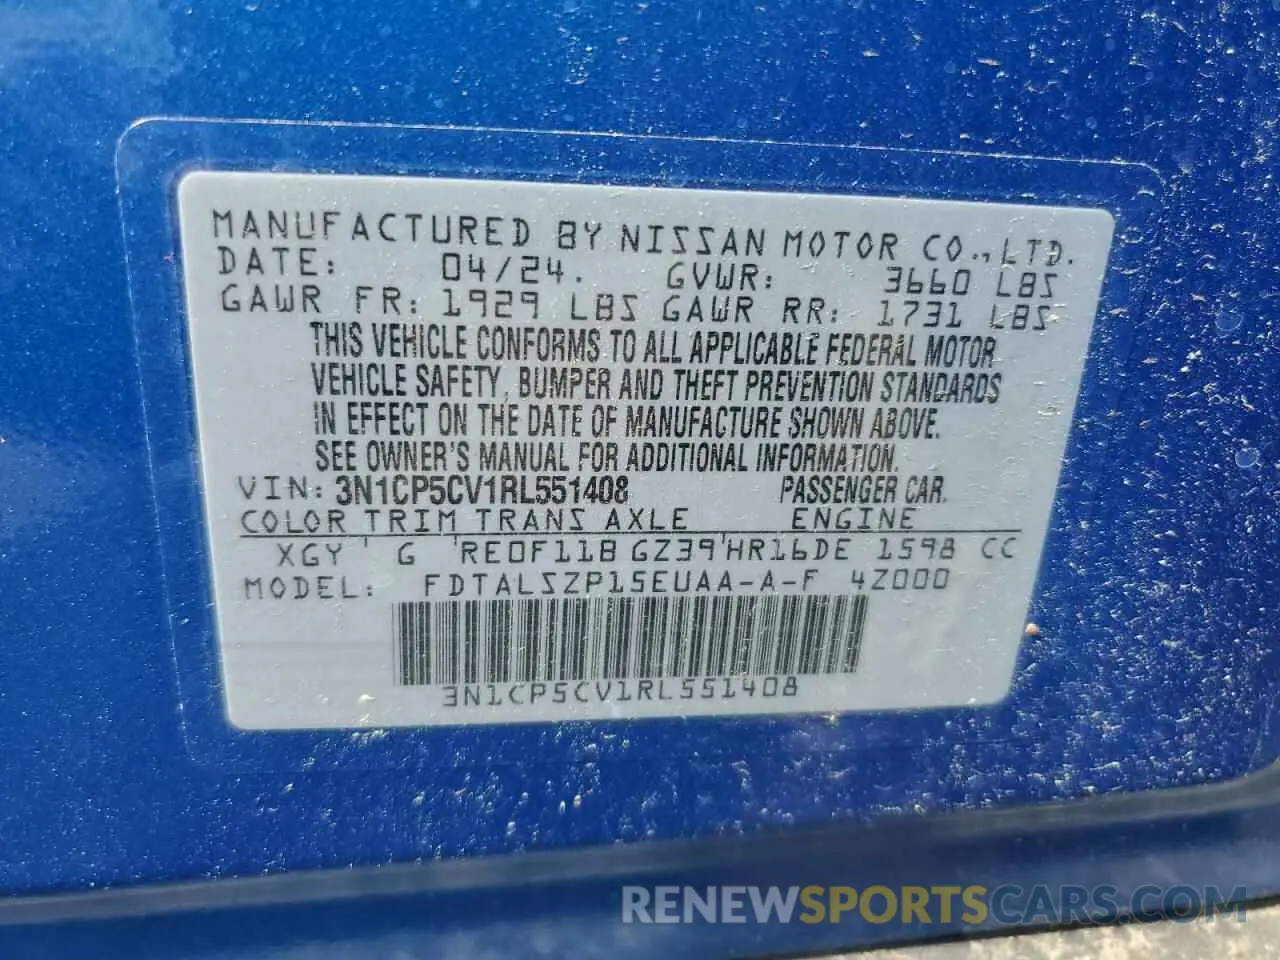 MANUFACTURED BY NISSAN MOTOR CO., LTD.
DATE: 04/24. GVWR: 3660 LBS
GAWR FR: 1929 LBS GAWR RR: 1731 LBS
THIS VEHICLE CONFORMS TO ALL APPLICABLE FEDERAL MOTOR
VEHICLE SAFETY, BUMPER AND THEFT PREVENTION STANDARDS
IN EFFECT ON THE DATE OF MANUFACTURE SHOWN ABOVE.
SEE OWNER'S MANUAL FOR ADDITIONAL INFORMATION.
VIN: 3N1CP5CV1RL551408 PASSENGER CAR.
COLOR TRIM TRANS AXLE ENGINE
XGY ' G 'RE0F11B GZ39'HR16DE 1598 CC
MODEL: FDTALSZP15EUAA-A-F 4Z000
3N1CP5CV1RL551408
RENEWSPORTSCARS.COM